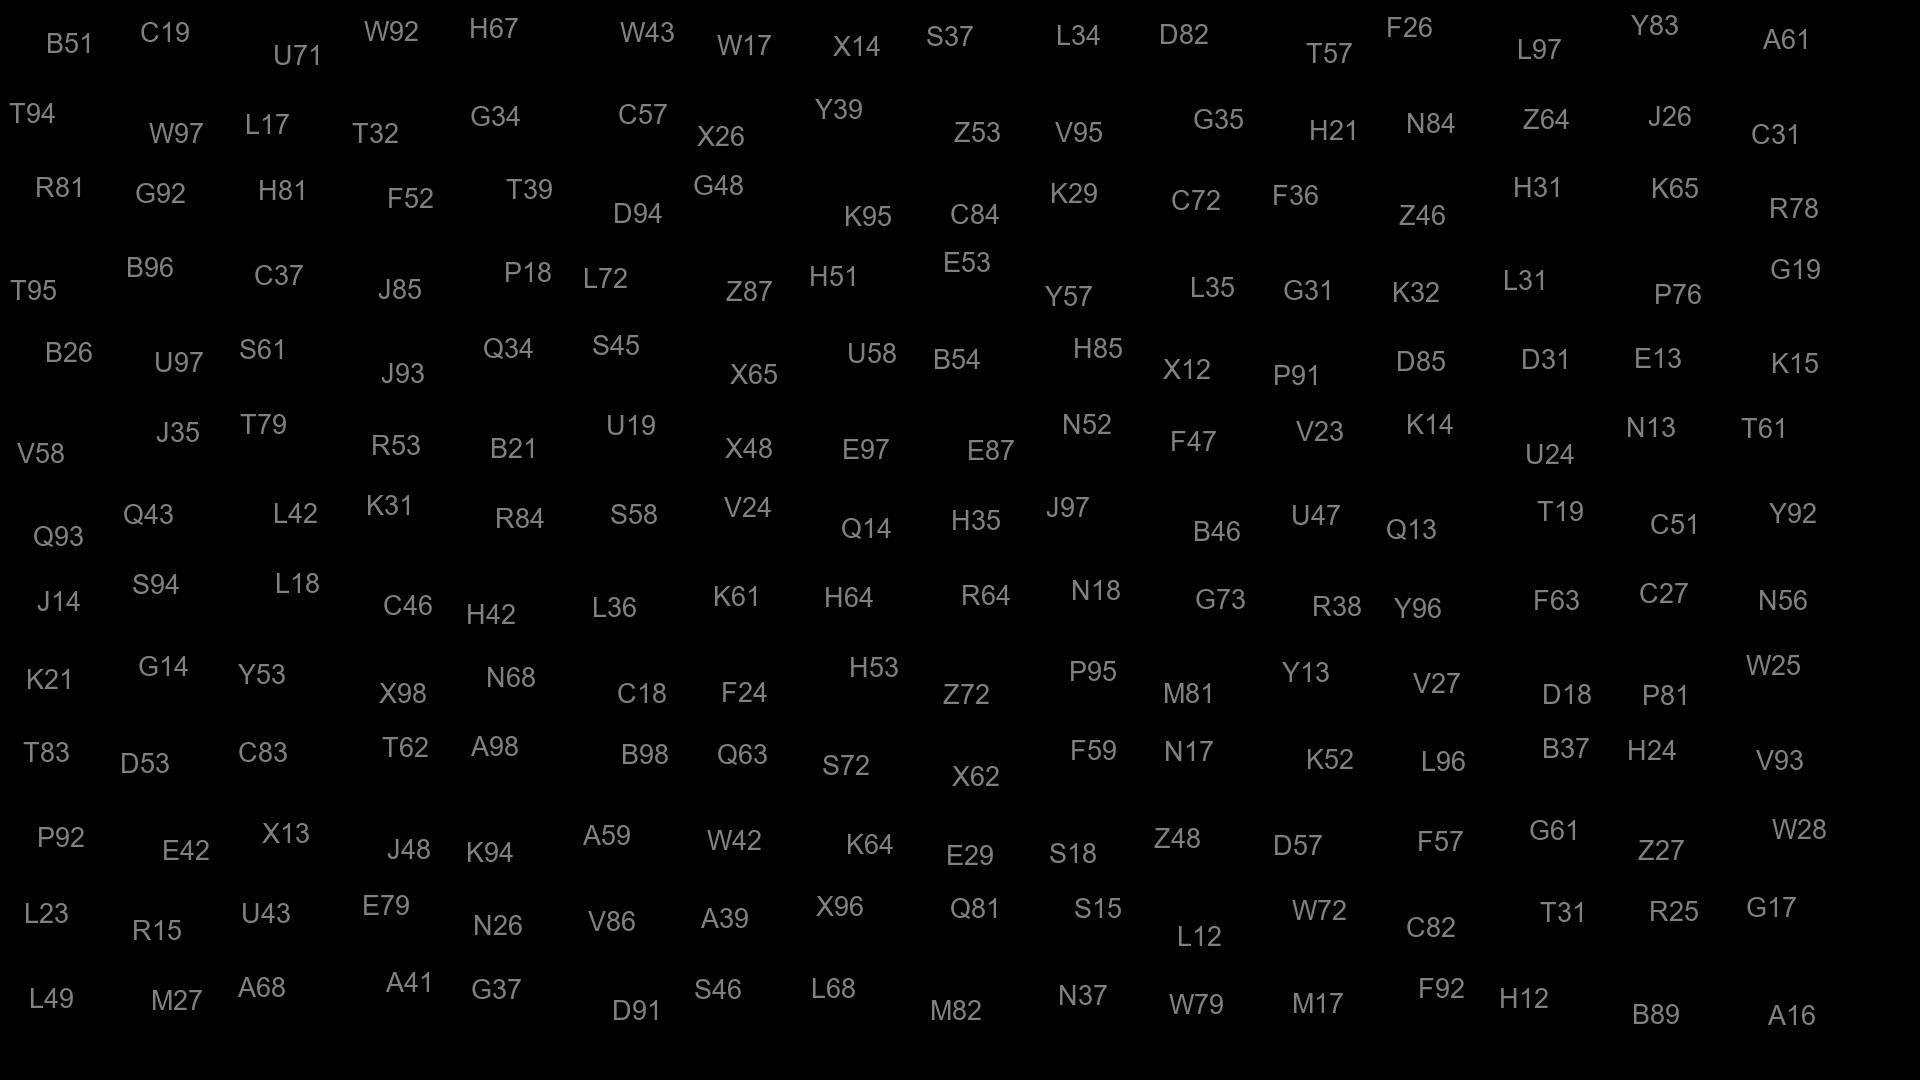 B51 C19 U71 W92 H67 W43 W17 X14 S37 L34 D82 T57 F26 L97 Y83 A61
T94 W97 L17 T32 G34 C57 X26 Y39 Z53 V95 G35 H21 N84 Z64 J26 C31
R81 G92 H81 F52 T39 D94 G48 K95 C84 K29 C72 F36 Z46 H31 K65 R78
T95 B96 C37 J85 P18 L72 Z87 H51 E53 Y57 L35 G31 K32 L31 P76 G19
B26 U97 S61 J93 Q34 S45 X65 U58 B54 H85 X12 P91 D85 D31 E13 K15
V58 J35 T79 R53 B21 U19 X48 E97 E87 N52 F47 V23 K14 U24 N13 T61
Q93 Q43 L42 K31 R84 S58 V24 Q14 H35 J97 B46 U47 Q13 T19 C51 Y92
J14 S94 L18 C46 H42 L36 K61 H64 R64 N18 G73 R38 Y96 F63 C27 N56
K21 G14 Y53 X98 N68 C18 F24 H53 Z72 P95 M81 Y13 V27 D18 P81 W25
T83 D53 C83 T62 A98 B98 Q63 S72 X62 F59 N17 K52 L96 B37 H24 V93
P92 E42 X13 J48 K94 A59 W42 K64 E29 S18 Z48 D57 F57 G61 Z27 W28
L23 R15 U43 E79 N26 V86 A39 X96 Q81 S15 L12 W72 C82 T31 R25 G17
L49 M27 A68 A41 G37 D91 S46 L68 M82 N37 W79 M17 F92 H12 B89 A16